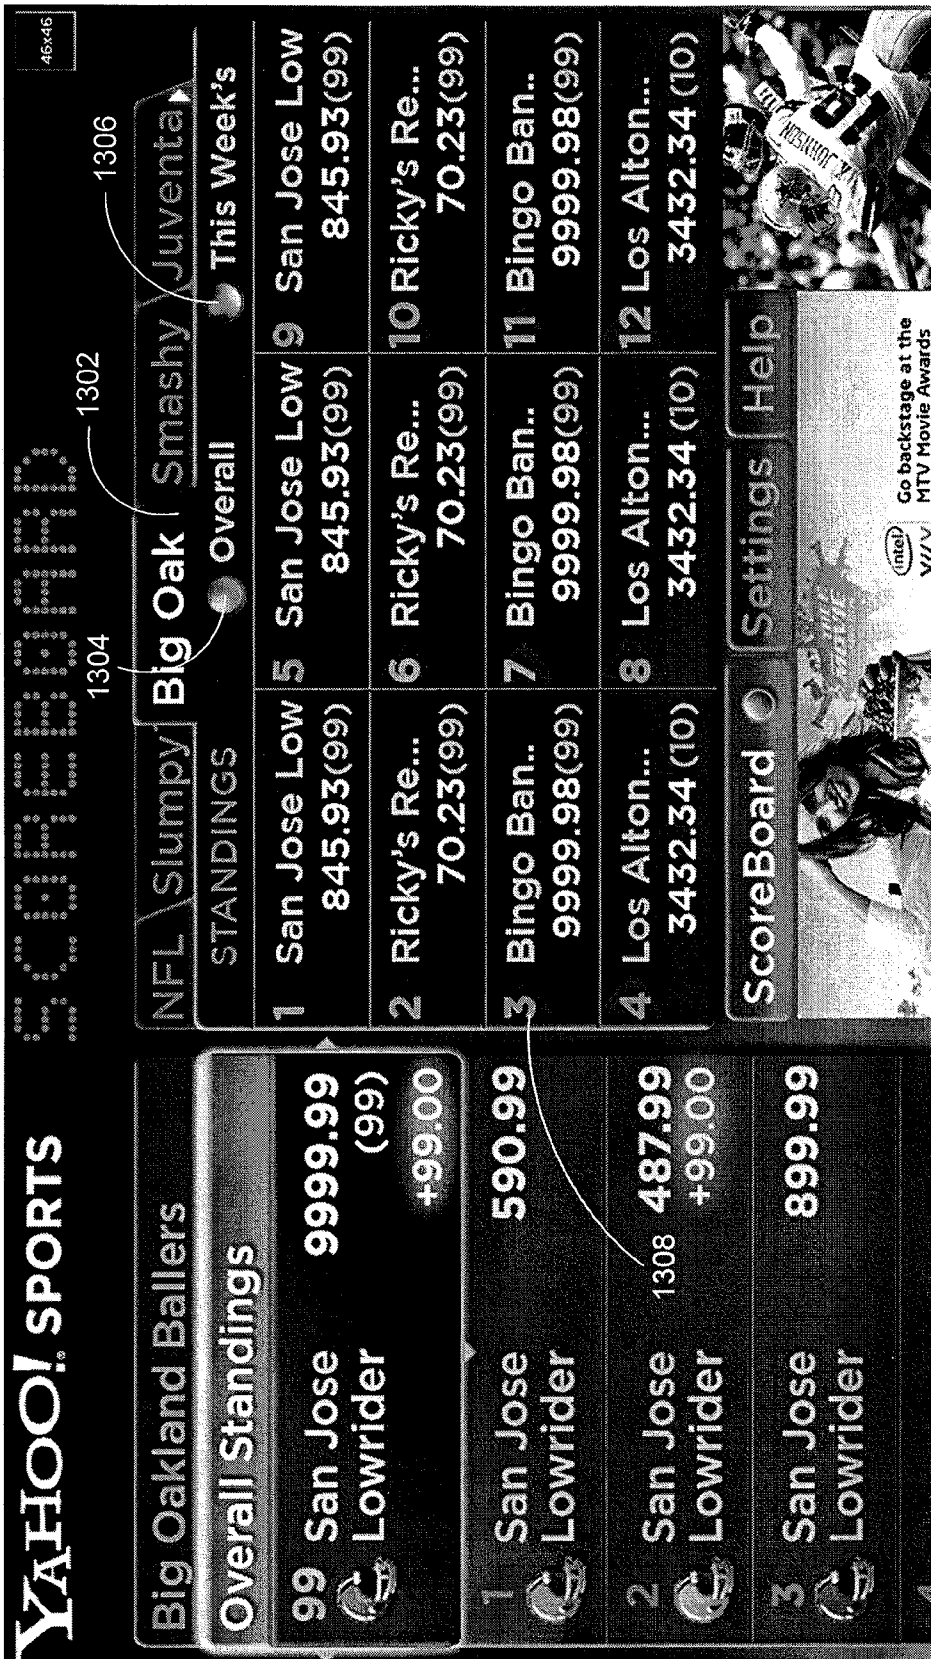 YAHOO! SPORTS
SCOREBOARD
46x46
1304
1302
1306
Big Oakland Ballers
Overall Standings
99 San Jose Lowrider 9999.99
(99)
+99.00
1 San Jose Lowrider 590.99
2 San Jose Lowrider 487.99
+99.00
3 San Jose Lowrider 899.99
1308
NFL Slumpy Big Oak Smashy Juventa
STANDINGS Overall This Week's
1 San Jose Low
845.93(99)
5 San Jose Low
845.93(99)
9 San Jose Low
845.93(99)
2 Ricky's Re...
70.23(99)
6 Ricky's Re...
70.23(99)
10 Ricky's Re...
70.23(99)
3 Bingo Ban..
9999.98(99)
7 Bingo Ban..
9999.98(99)
11 Bingo Ban..
9999.98(99)
4 Los Alton...
3432.34 (10)
8 Los Alton...
3432.34 (10)
12 Los Alton...
3432.34 (10)
ScoreBoard Settings Help
intel
Go backstage at the
MTV Movie Awards
K. JOHNSON